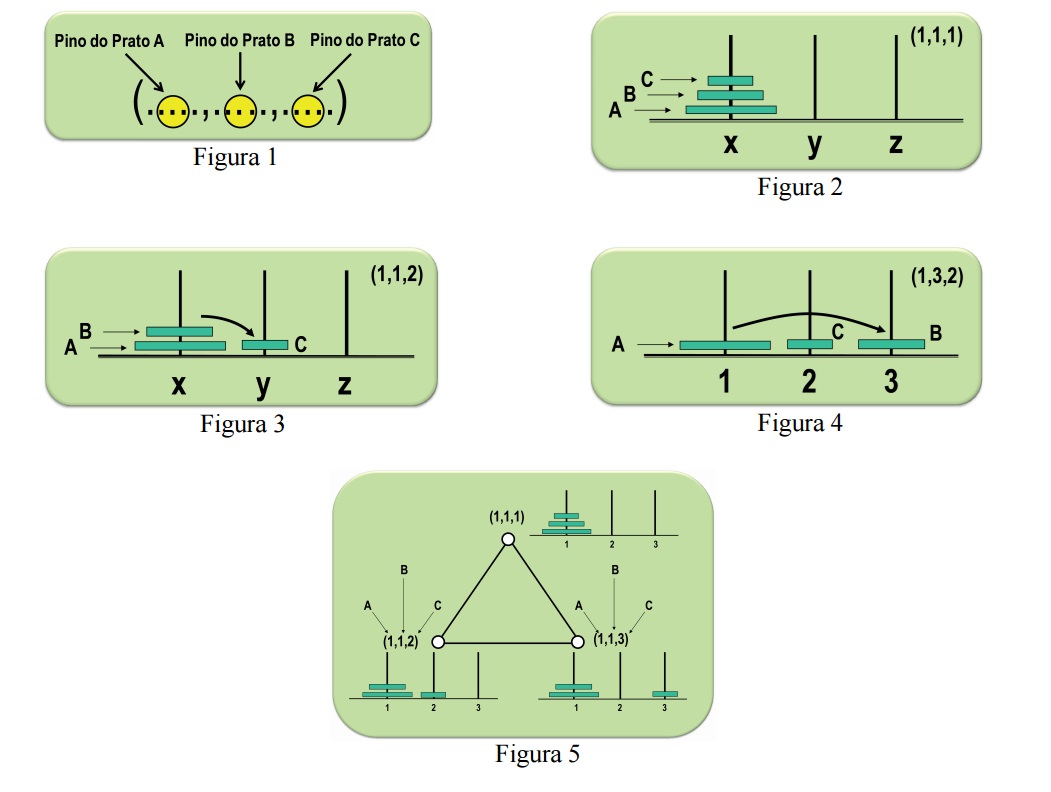 Pino do Prato A Pino do Prato B Pino do Prato C
(....,....,....)
Figura 1
(1,1,1)
C
B
A
x y z
Figura 2
(1,1,2)
B
A
C
x y z
Figura 3
(1,3,2)
A
C
B
1 2 3
Figura 4
(1,1,1)
1 2 3
B
A C
(1,1,2)
1 2 3
B
A C
(1,1,3)
1 2 3
Figura 5